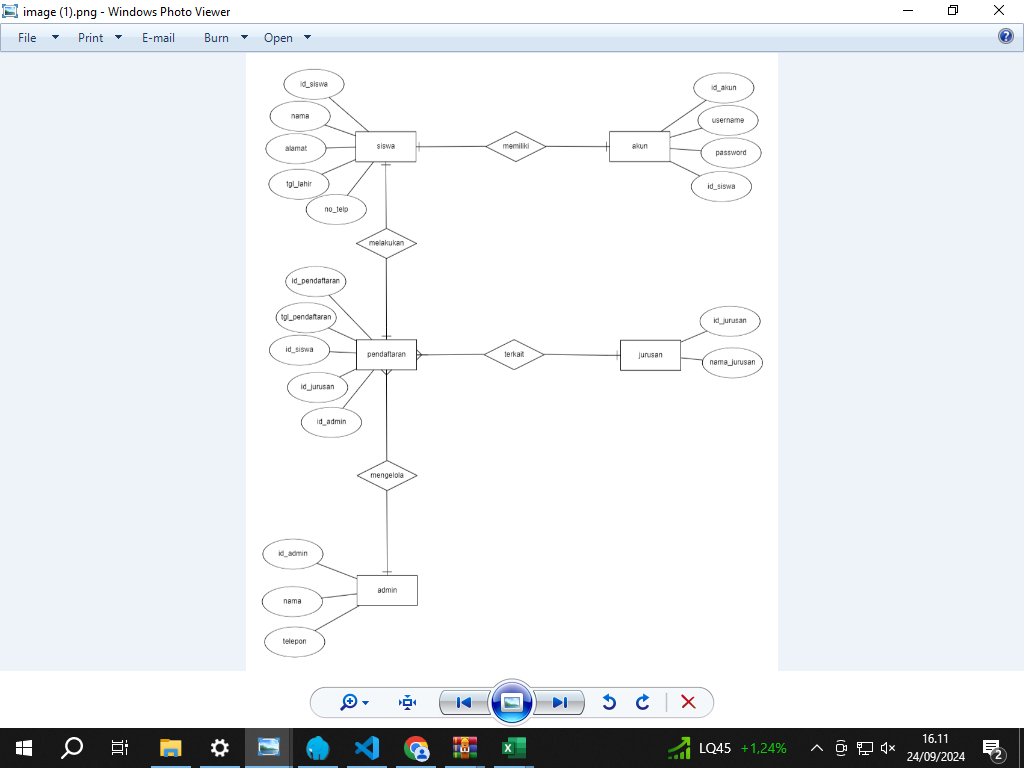 image (1).png - Windows Photo Viewer
File Print E-mail Burn Open
id_siswa
nama
alamat
tgl_lahir
no_telp
siswa
memiliki
akun
id_akun
username
password
id_siswa
melakukan
id_pendaftaran
tgl_pendaftaran
id_siswa
id_jurusan
id_admin
pendaftaran
terkait
jurusan
id_jurusan
nama_jurusan
mengelola
id_admin
nama
telepon
admin
LQ45 +1,24%
16.11
24/09/2024
2